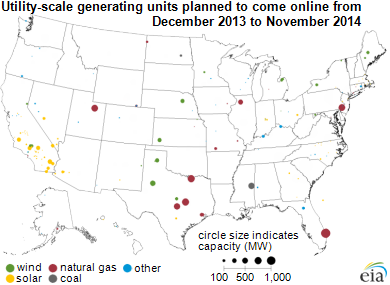 Utility-scale generating units planned to come online from
December 2013 to November 2014
circle size indicates
capacity (MW)
wind natural gas other
solar coal
100 500 1,000
eia